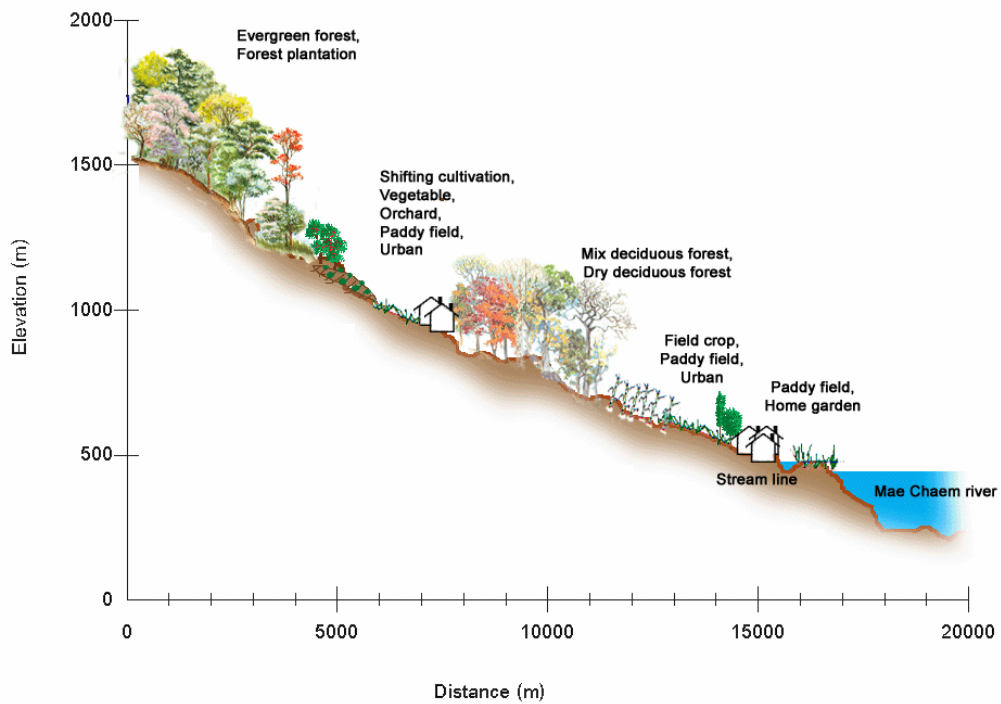 2000
Evergreen forest,
Forest plantation
1500
Shifting cultivation,
Vegetable,
Orchard,
Paddy field,
Urban
Mix deciduous forest,
Dry deciduous forest
Elevation (m)
1000
Field crop,
Paddy field,
Urban
Paddy field,
Home garden
500
Stream line
Mae Chaem river
0
0 5000 10000 15000 20000
Distance (m)